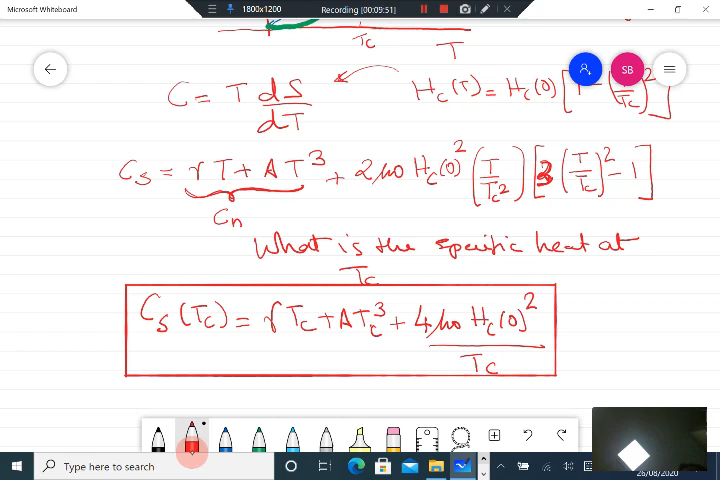 Microsoft Whiteboard
1800x1200
Recording [00:09:51]
Tc
T
SB
C = T dS/dT
Hc(T) = Hc(0) [1 - (T/Tc)²]
Cs = γT + AT³ + 2μ0 Hc(0)² (T/Tc²) [3 (T/Tc)² - 1]
Cn
What is the specific heat at
Tc
Cs(Tc) = γTc + ATc³ + 4μ0 Hc(0)²/Tc
Type here to search
26/08/2020